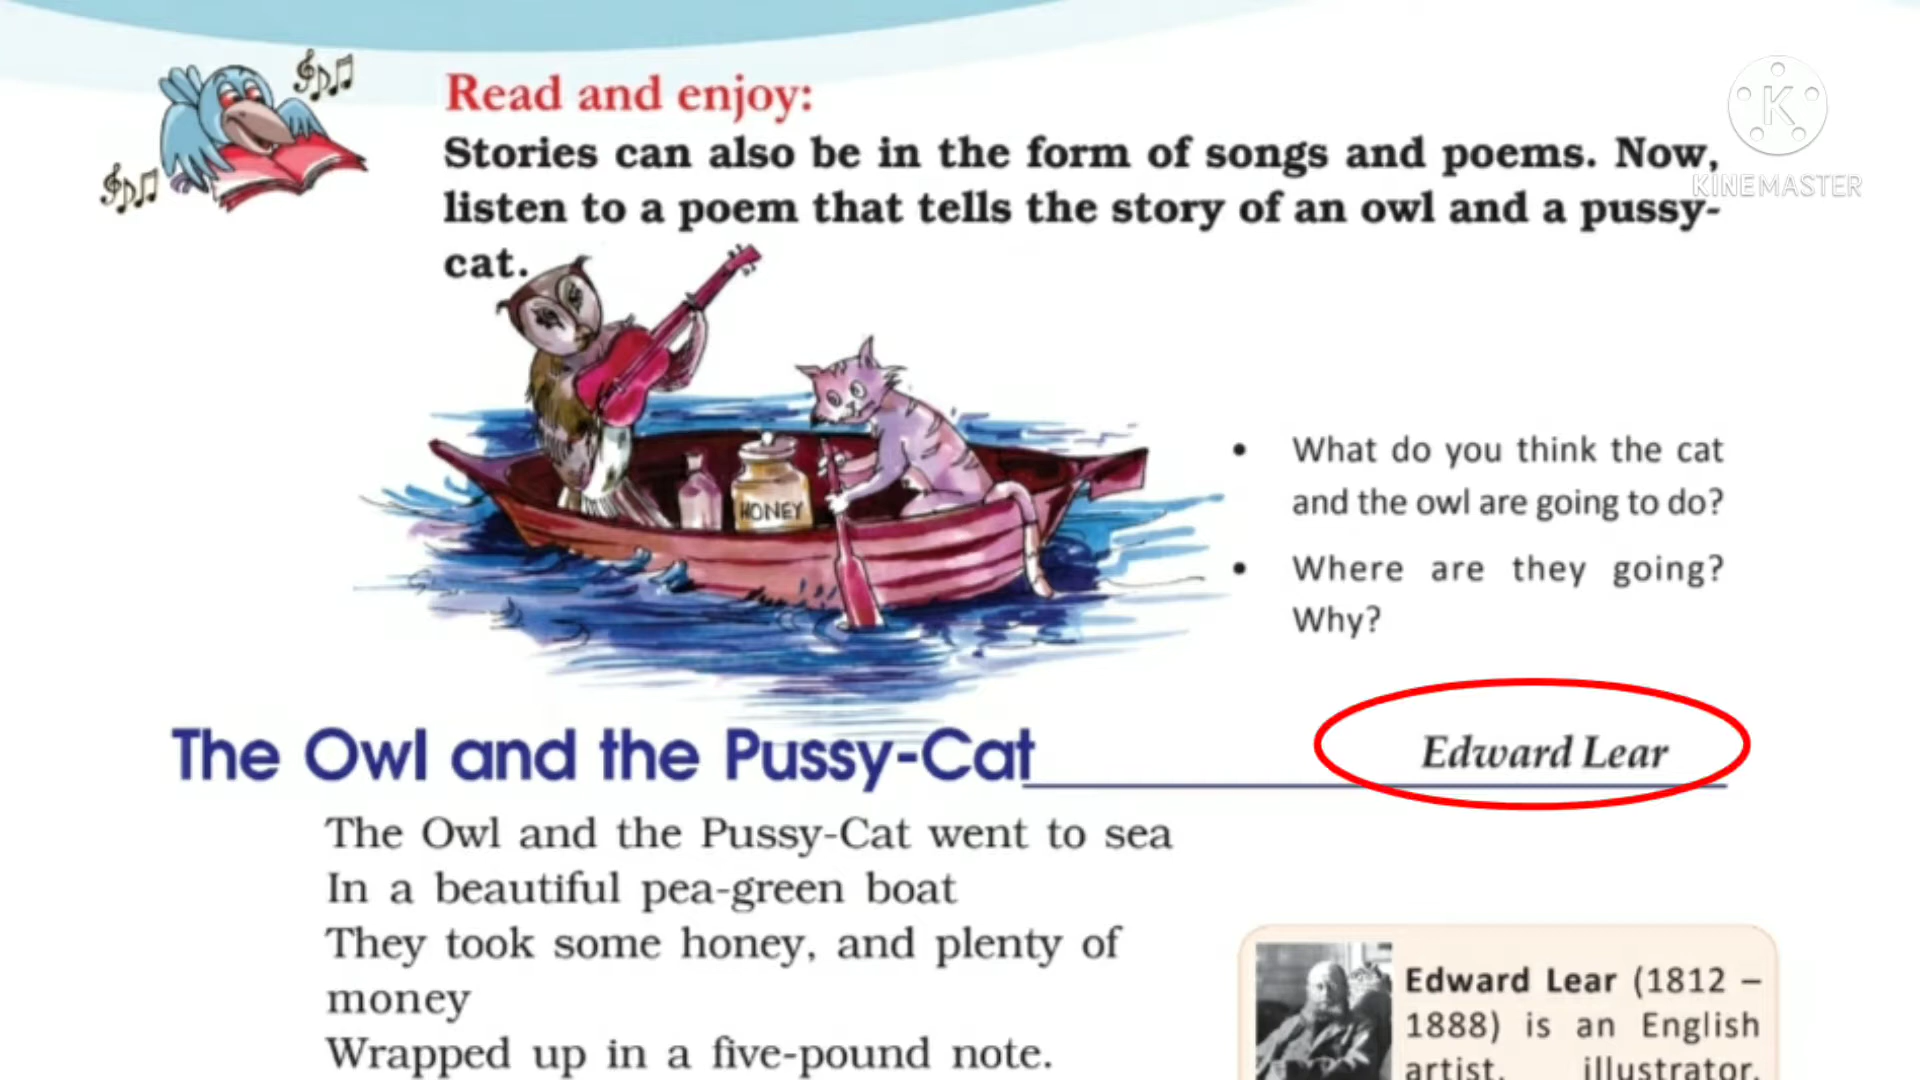 Read and enjoy:
Stories can also be in the form of songs and poems. Now,
listen to a poem that tells the story of an owl and a pussy-
cat.
K
KINEMASTER
HONEY
• What do you think the cat
and the owl are going to do?
• Where are they going?
Why?
The Owl and the Pussy-Cat
Edward Lear
The Owl and the Pussy-Cat went to sea
In a beautiful pea-green boat
They took some honey, and plenty of
money
Wrapped up in a five-pound note.
Edward Lear (1812 –
1888) is an English
artist, illustrator,